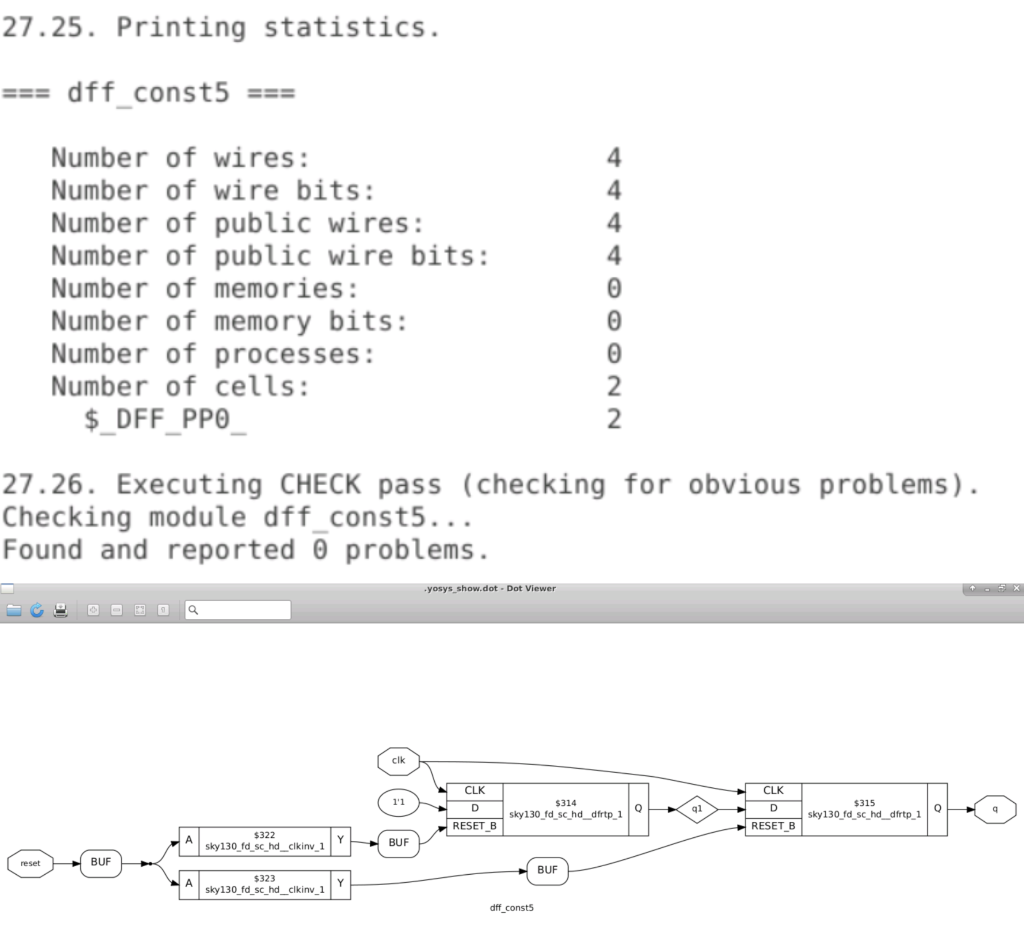 27.25. Printing statistics.
=== dff_const5 ===
Number of wires: 4
Number of wire bits: 4
Number of public wires: 4
Number of public wire bits: 4
Number of memories: 0
Number of memory bits: 0
Number of processes: 0
Number of cells: 2
$_DFF_PP0_ 2
27.26. Executing CHECK pass (checking for obvious problems).
Checking module dff_const5...
Found and reported 0 problems.
.yosys_show.dot - Dot Viewer
clk
CLK
D
RESET_B
$314
sky130_fd_sc_hd__dfrtp_1
Q
q1
CLK
D
RESET_B
$315
sky130_fd_sc_hd__dfrtp_1
Q
q
1'1
BUF
reset
BUF
A
$322
sky130_fd_sc_hd__clkinv_1
Y
A
$323
sky130_fd_sc_hd__clkinv_1
Y
BUF
dff_const5